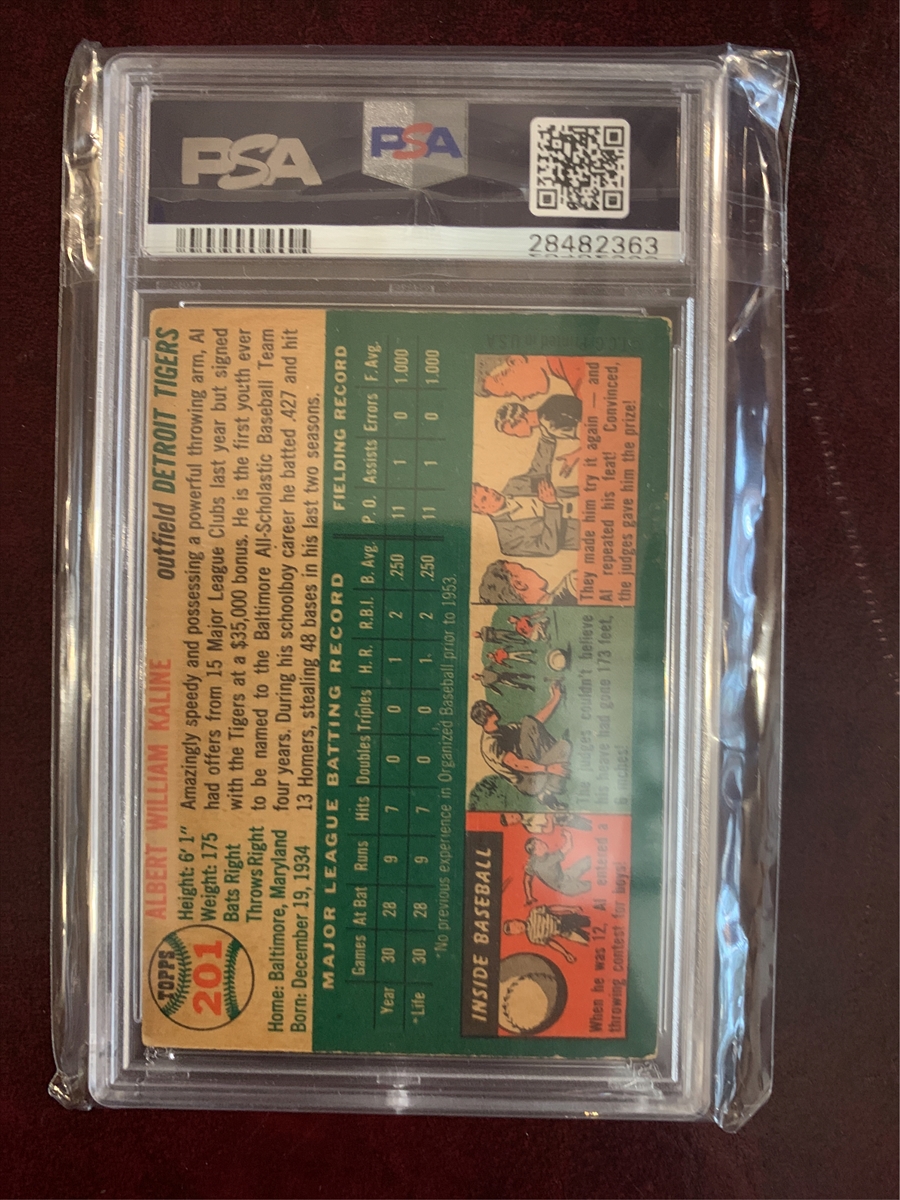 PSA
PSA
28482363
TOPPS
201
ALBERT WILLIAM KALINE
outfield DETROIT TIGERS
Height: 6'1"
Weight: 175
Bats Right
Throws Right
Home: Baltimore, Maryland
Born: December 19, 1934
Amazingly speedy and possessing a powerful throwing arm, Al
had offers from 15 Major League Clubs last year but signed
with the Tigers at a $35,000 bonus. He is the first youth ever
to be named to the Baltimore All-Scholastic Baseball Team
four years. During his schoolboy career he batted .427 and hit
13 Homers, stealing 48 bases in his last two seasons.
MAJOR LEAGUE BATTING RECORD FIELDING RECORD
Games At Bat Runs Hits Doubles Triples H.R. R.B.I. B. Avg. P.O. Assists Errors F. Avg.
Year 30 28 9 7 0 0 1 2 .250 11 1 0 1.000
*Life 30 28 9 7 0 0 1 2 .250 11 1 0 1.000
*No previous experience in Organized Baseball prior to 1953.
INSIDE BASEBALL
When he was 12, Al entered a
throwing contest for boys!
The judges couldn't believe
his heave had gone 173 feet,
6 inches!
They made him try it again — and
Al repeated his feat! Convinced,
the judges gave him the prize!
in U.S.A.